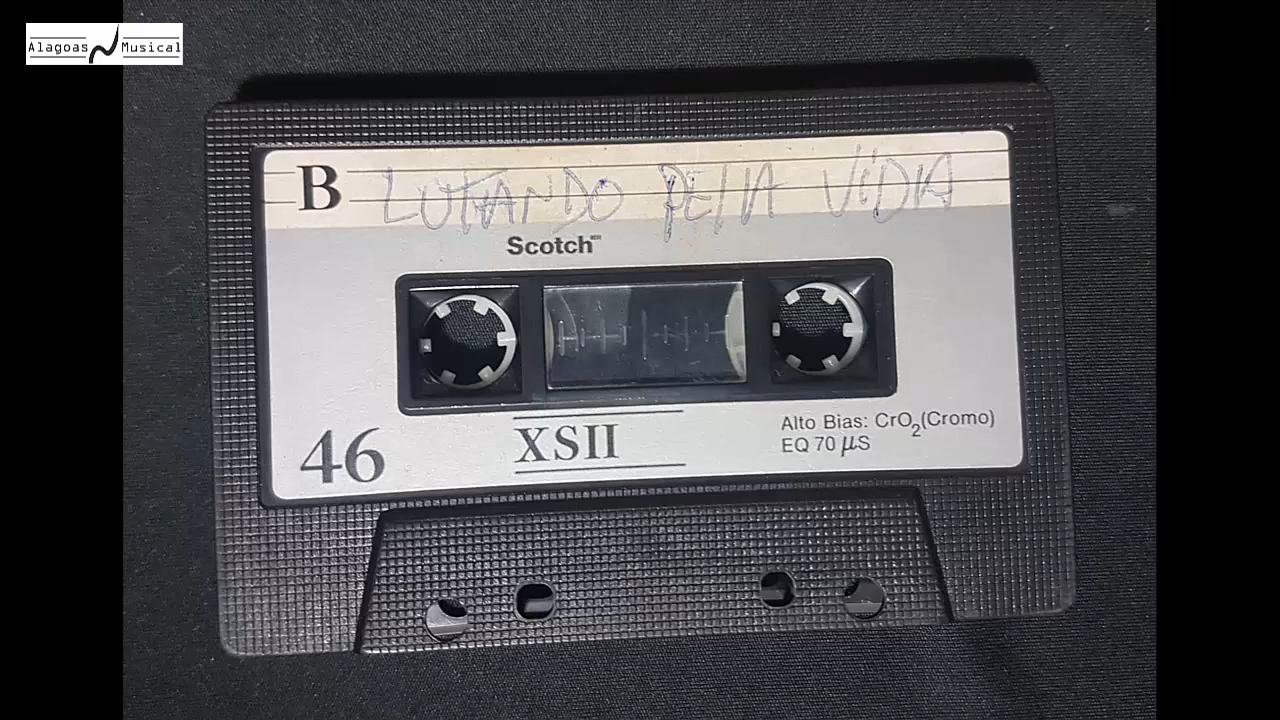 Alagoas Musical
B LUTANDO PELA VIDA
Scotch
46
XSII
Alto Bias: CrO2(Cromo)
EQ 70 µS